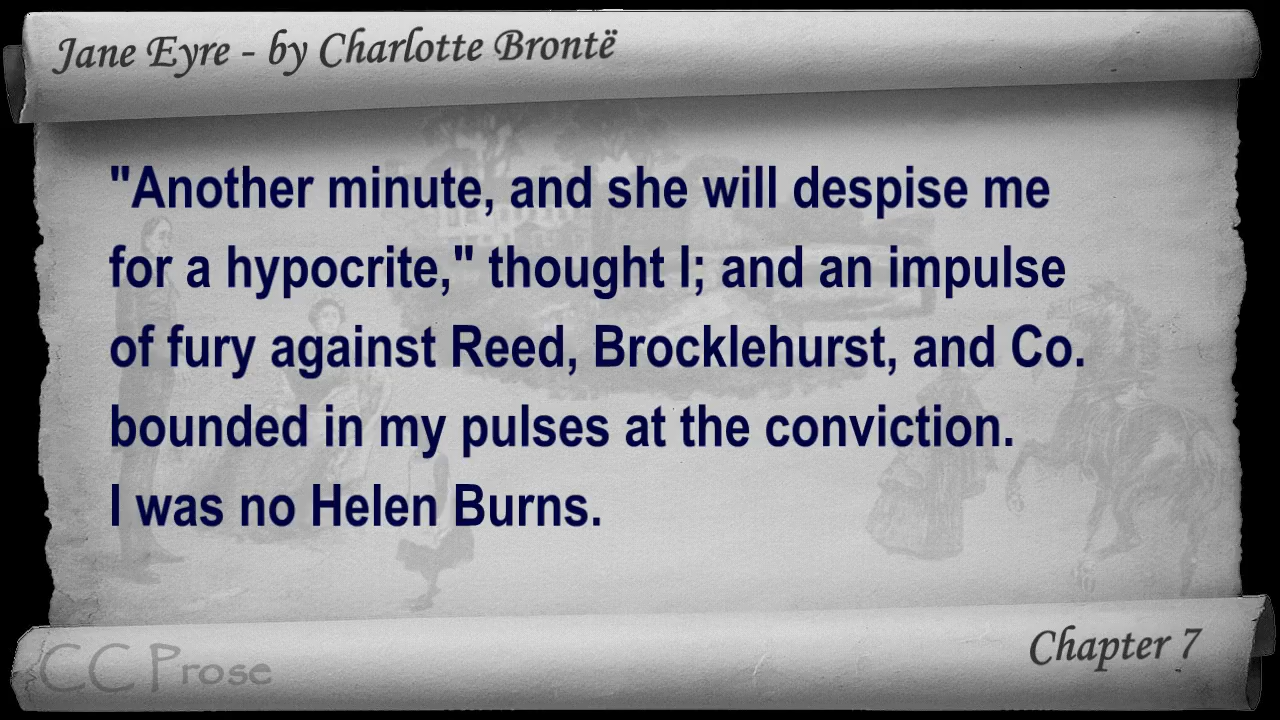 Jane Eyre - by Charlotte Brontë
"Another minute, and she will despise me
for a hypocrite," thought I; and an impulse
of fury against Reed, Brocklehurst, and Co.
bounded in my pulses at the conviction.
I was no Helen Burns.
Chapter 7
CC Prose